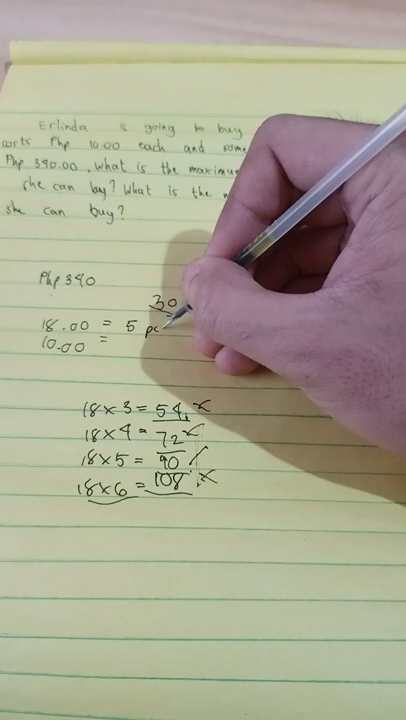 Erlinda is going to buy
costs Php 10.00 each and some
Php 390.00. What is the maximum
she can buy? What is the
she can buy?
Php 340
30
18.00 = 5 pc
10.00 =
18 x 3 = 54 x
18 x 4 = 72 x
18 x 5 = 90 /
18 x 6 = 108 x